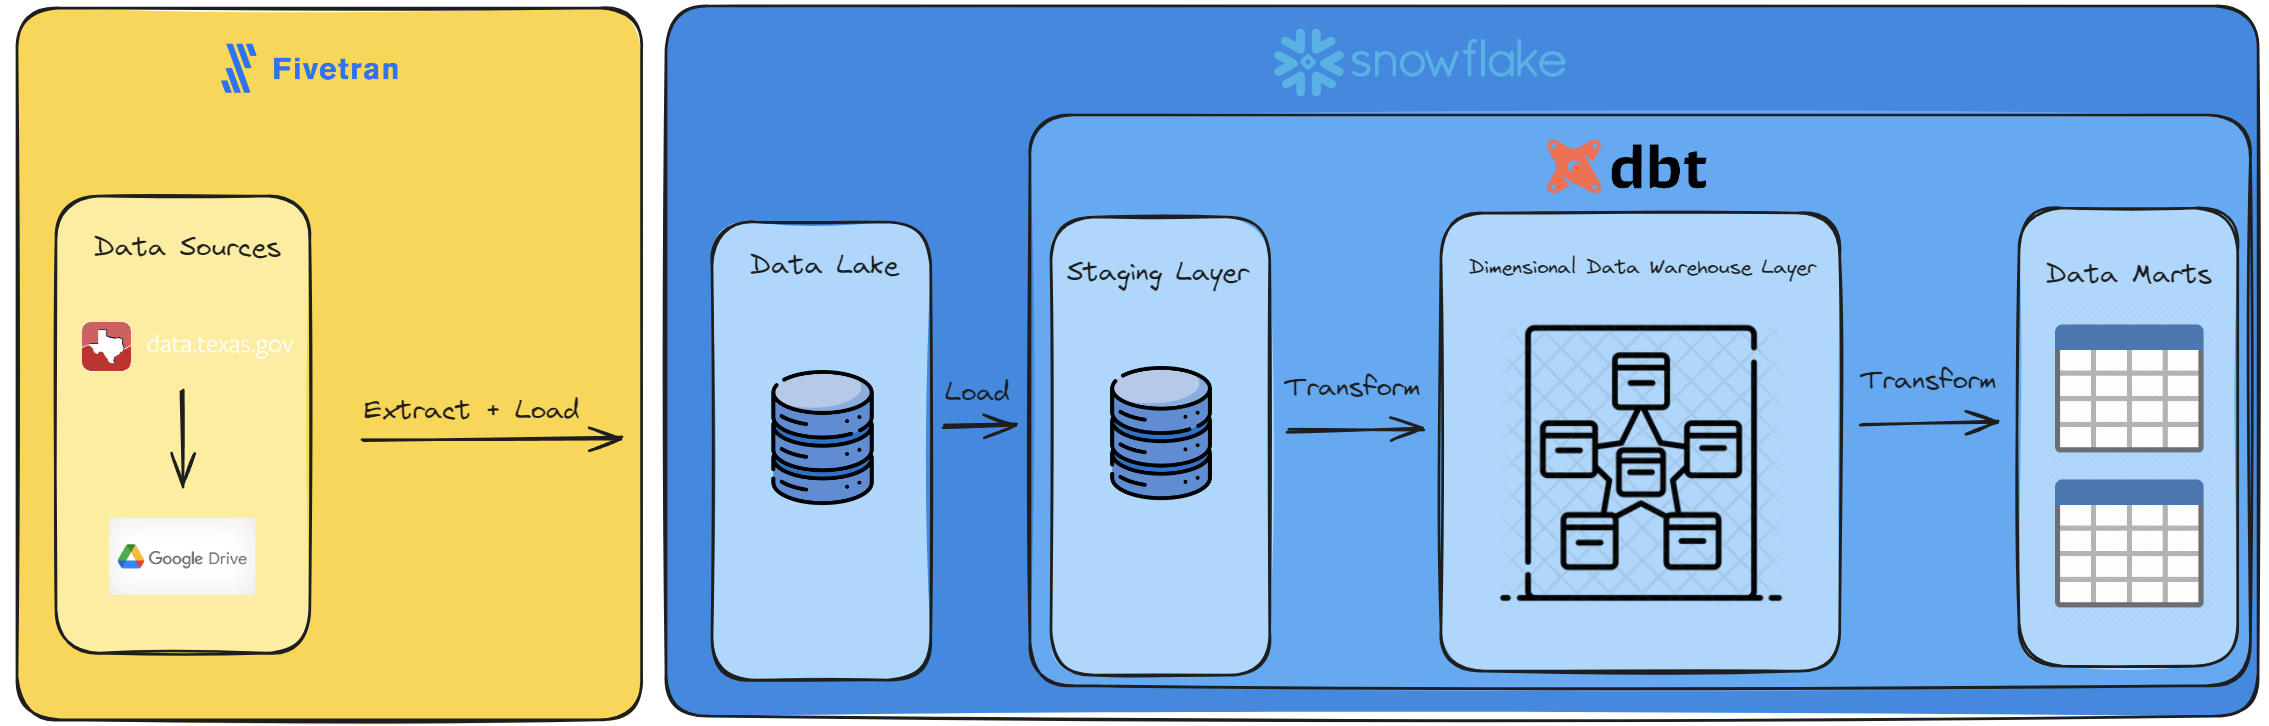 Fivetran
Data Sources
data.texas.gov
Google Drive
Extract + Load
snowflake
dbt
Data Lake
Load
Staging Layer
Transform
Dimensional Data Warehouse Layer
Transform
Data Marts